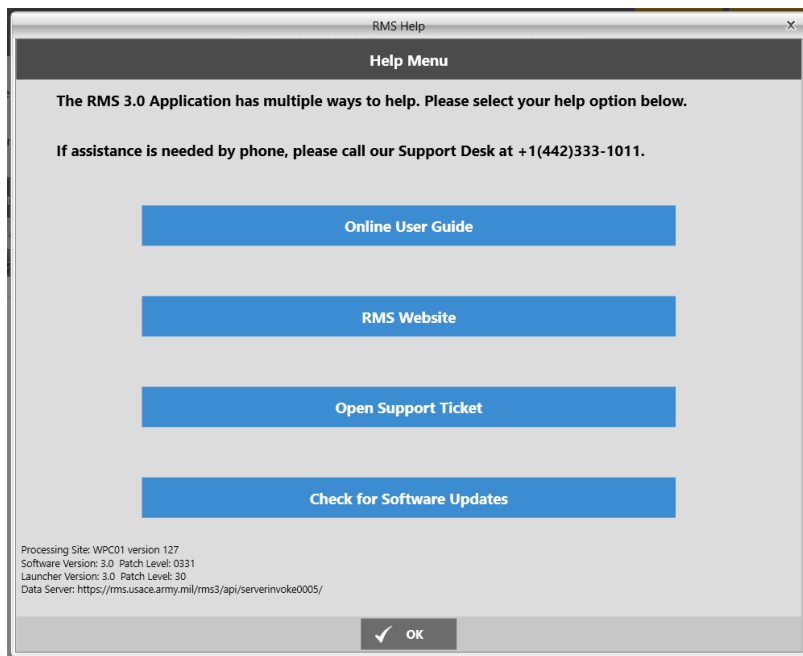 RMS Help
Help Menu
The RMS 3.0 Application has multiple ways to help. Please select your help option below.
If assistance is needed by phone, please call our Support Desk at +1(442)333-1011.
Online User Guide
RMS Website
Open Support Ticket
Check for Software Updates
Processing Site: WPC01 version 127
Software Version: 3.0 Patch Level: 0331
Launcher Version: 3.0 Patch Level: 30
Data Server: https://rms.usace.army.mil/rms3/api/serverinvoke0005/
OK